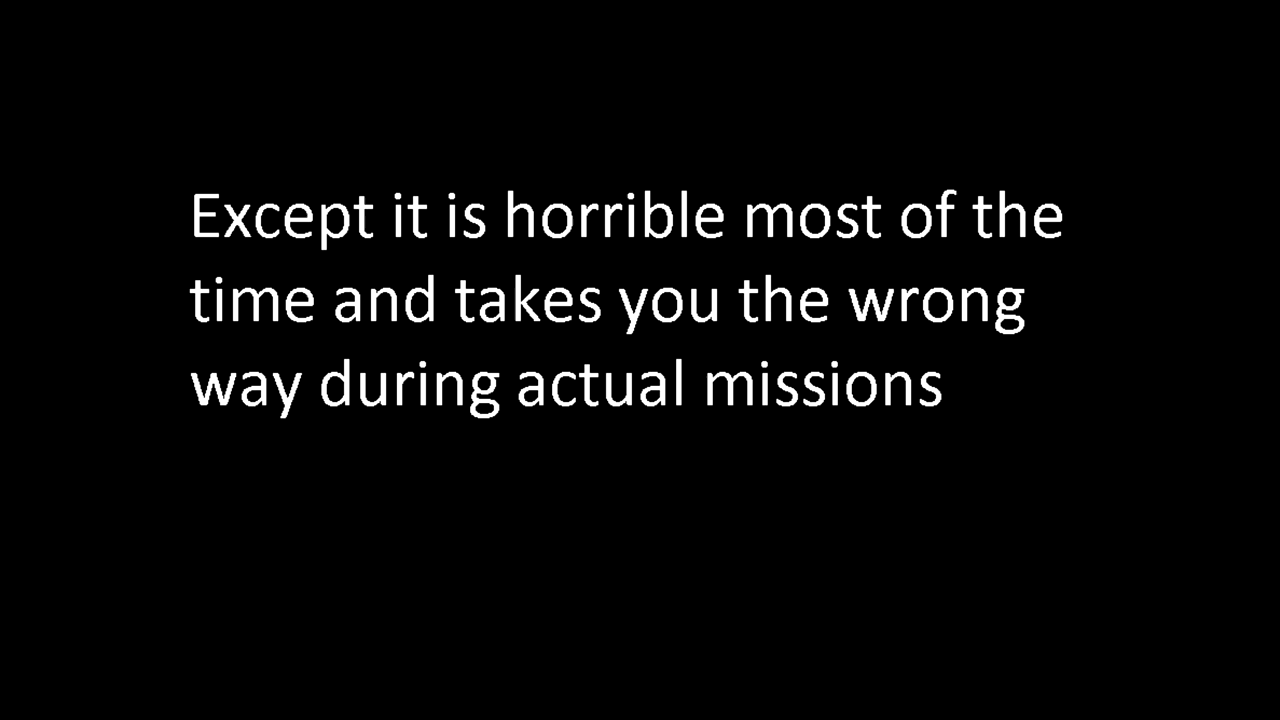 Except it is horrible most of the
time and takes you the wrong
way during actual missions